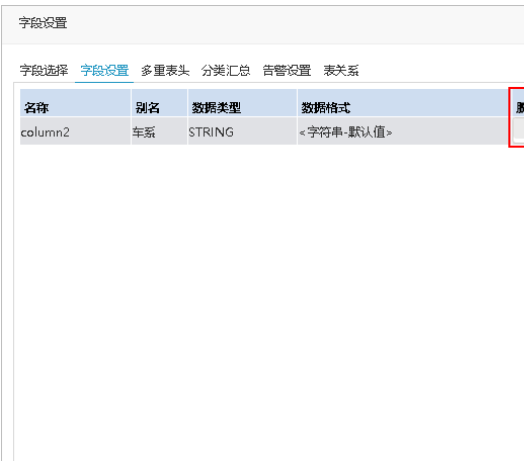 字段设置
字段选择 字段设置 多重表头 分类汇总 告警设置 表关系
名称 别名 数据类型 数据格式
column2 车系 STRING <字符串-默认值>